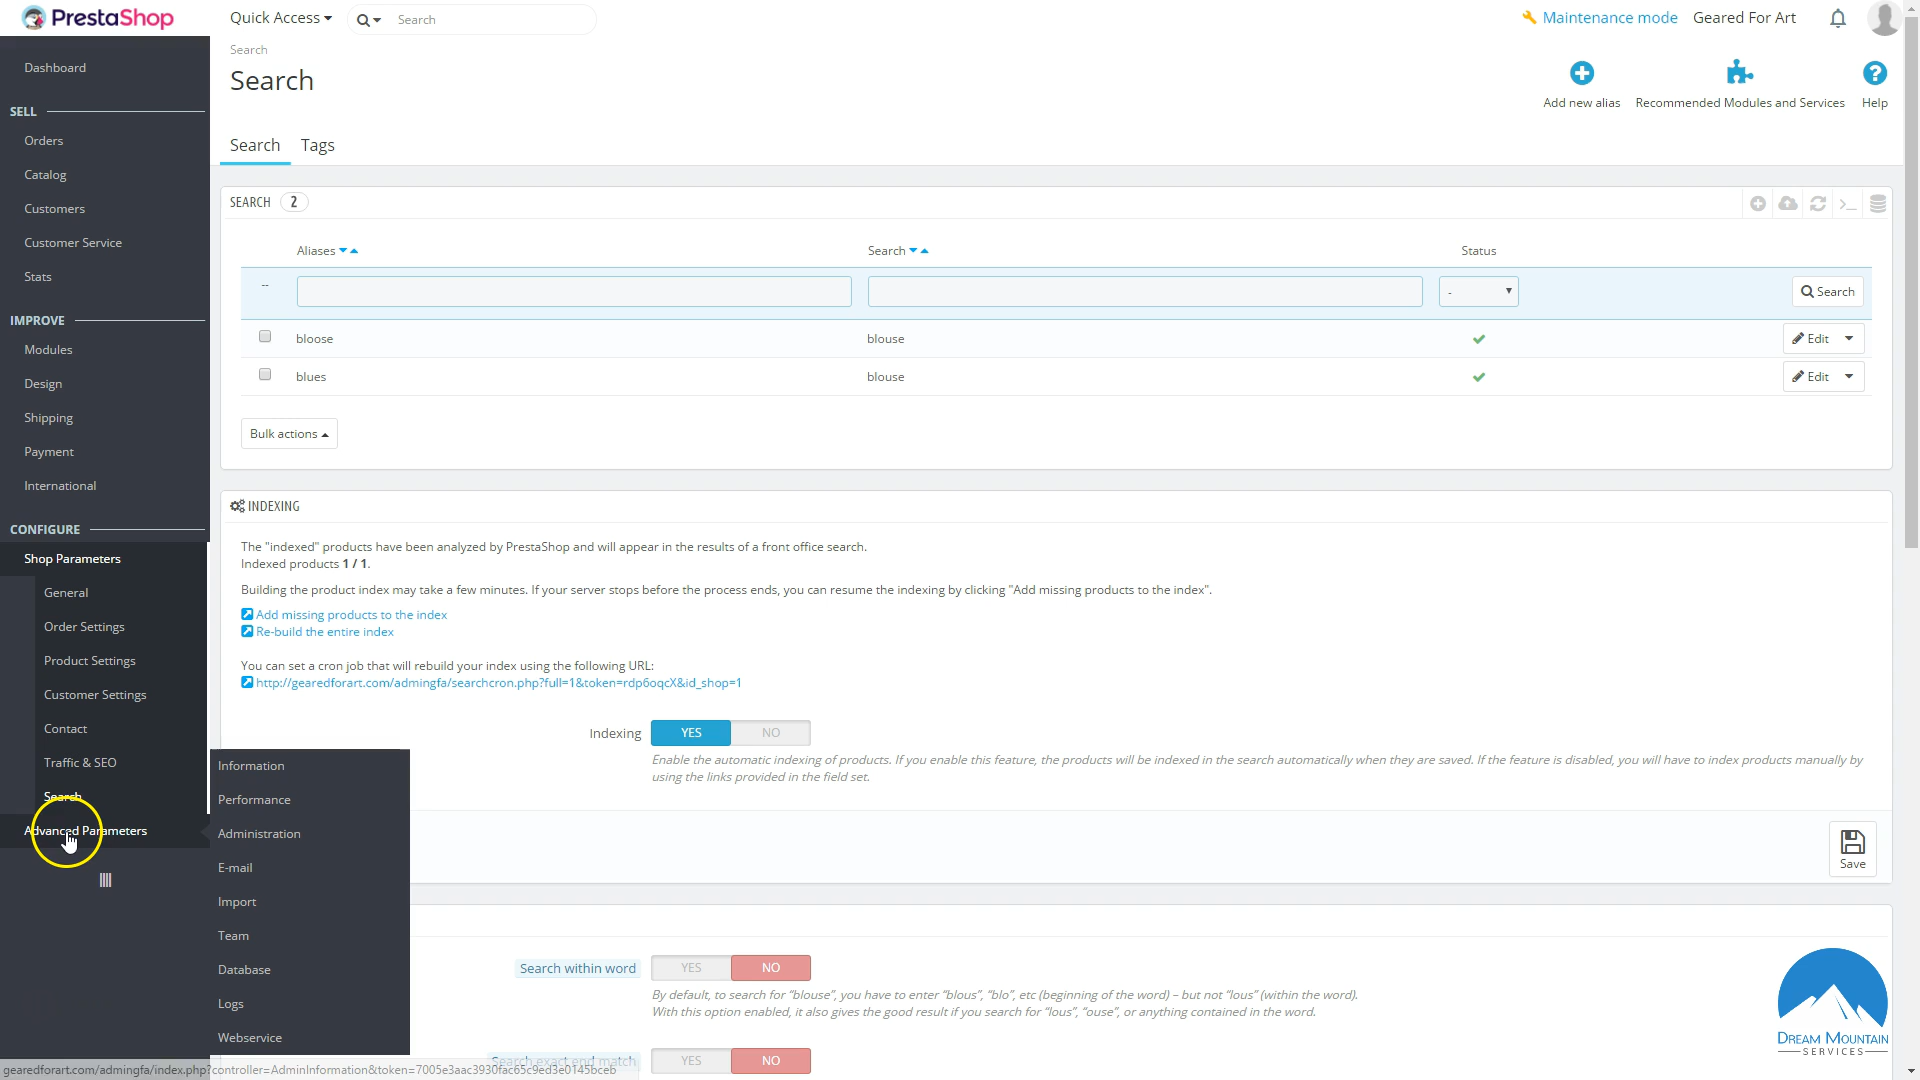 PrestaShop
Quick Access
Search
Maintenance mode
Geared For Art
Search
Search
Add new alias
Recommended Modules and Services
Help
Search
Tags
Dashboard
SELL
Orders
Catalog
Customers
Customer Service
Stats
IMPROVE
Modules
Design
Shipping
Payment
International
CONFIGURE
Shop Parameters
General
Order Settings
Product Settings
Customer Settings
Contact
Traffic & SEO
Search
Advanced Parameters
Information
Performance
Administration
E-mail
Import
Team
Database
Logs
Webservice
SEARCH 2
Aliases
Search
Status
--
-
Search
bloose
blouse
Edit
blues
blouse
Edit
Bulk actions
INDEXING
The "indexed" products have been analyzed by PrestaShop and will appear in the results of a front office search.
Indexed products 1 / 1.
Building the product index may take a few minutes. If your server stops before the process ends, you can resume the indexing by clicking "Add missing products to the index".
Add missing products to the index
Re-build the entire index
You can set a cron job that will rebuild your index using the following URL:
http://gearedforart.com/admingfa/searchcron.php?full=1&token=rdp6oqcX&id_shop=1
Indexing YES NO
Enable the automatic indexing of products. If you enable this feature, the products will be indexed in the search automatically when they are saved. If the feature is disabled, you will have to index products manually by
using the links provided in the field set.
Save
Search within word YES NO
By default, to search for “blouse”, you have to enter “blous”, “blo”, etc (beginning of the word) – but not “lous” (within the word).
With this option enabled, it also gives the good result if you search for “lous”, “ouse”, or anything contained in the word.
Search exact end match YES NO
DREAM MOUNTAIN
SERVICES
gearedforart.com/admingfa/index.php?controller=AdminInformation&token=7005e3aac3930fac65c9ed3e0145bceb